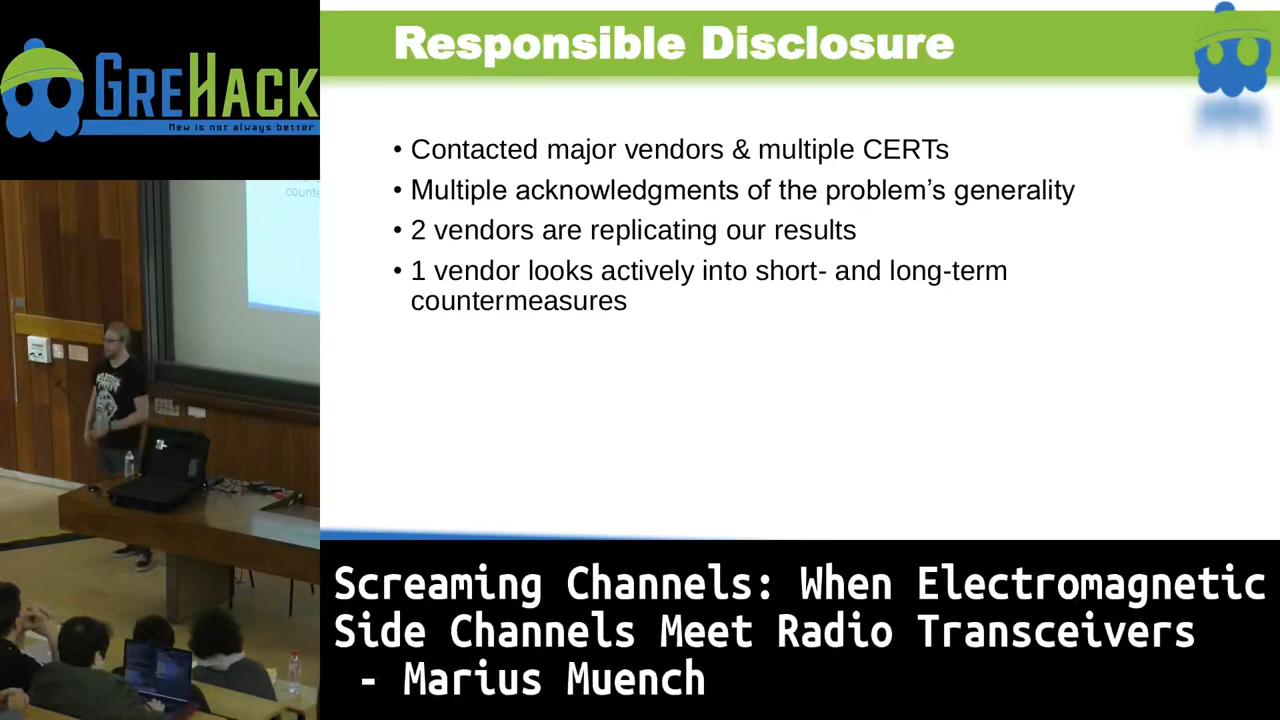 GREHACK
New is not always better
Responsible Disclosure
• Contacted major vendors & multiple CERTs
• Multiple acknowledgments of the problem’s generality
• 2 vendors are replicating our results
• 1 vendor looks actively into short- and long-term
countermeasures
Screaming Channels: When Electromagnetic
Side Channels Meet Radio Transceivers
- Marius Muench